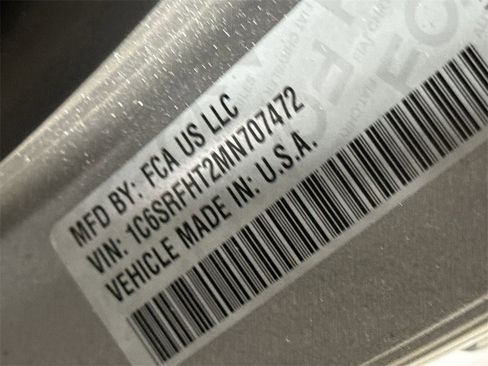 MFD BY: FCA US LLC
VIN: 1C6SRFHT2MN707472
VEHICLE MADE IN: U.S.A.